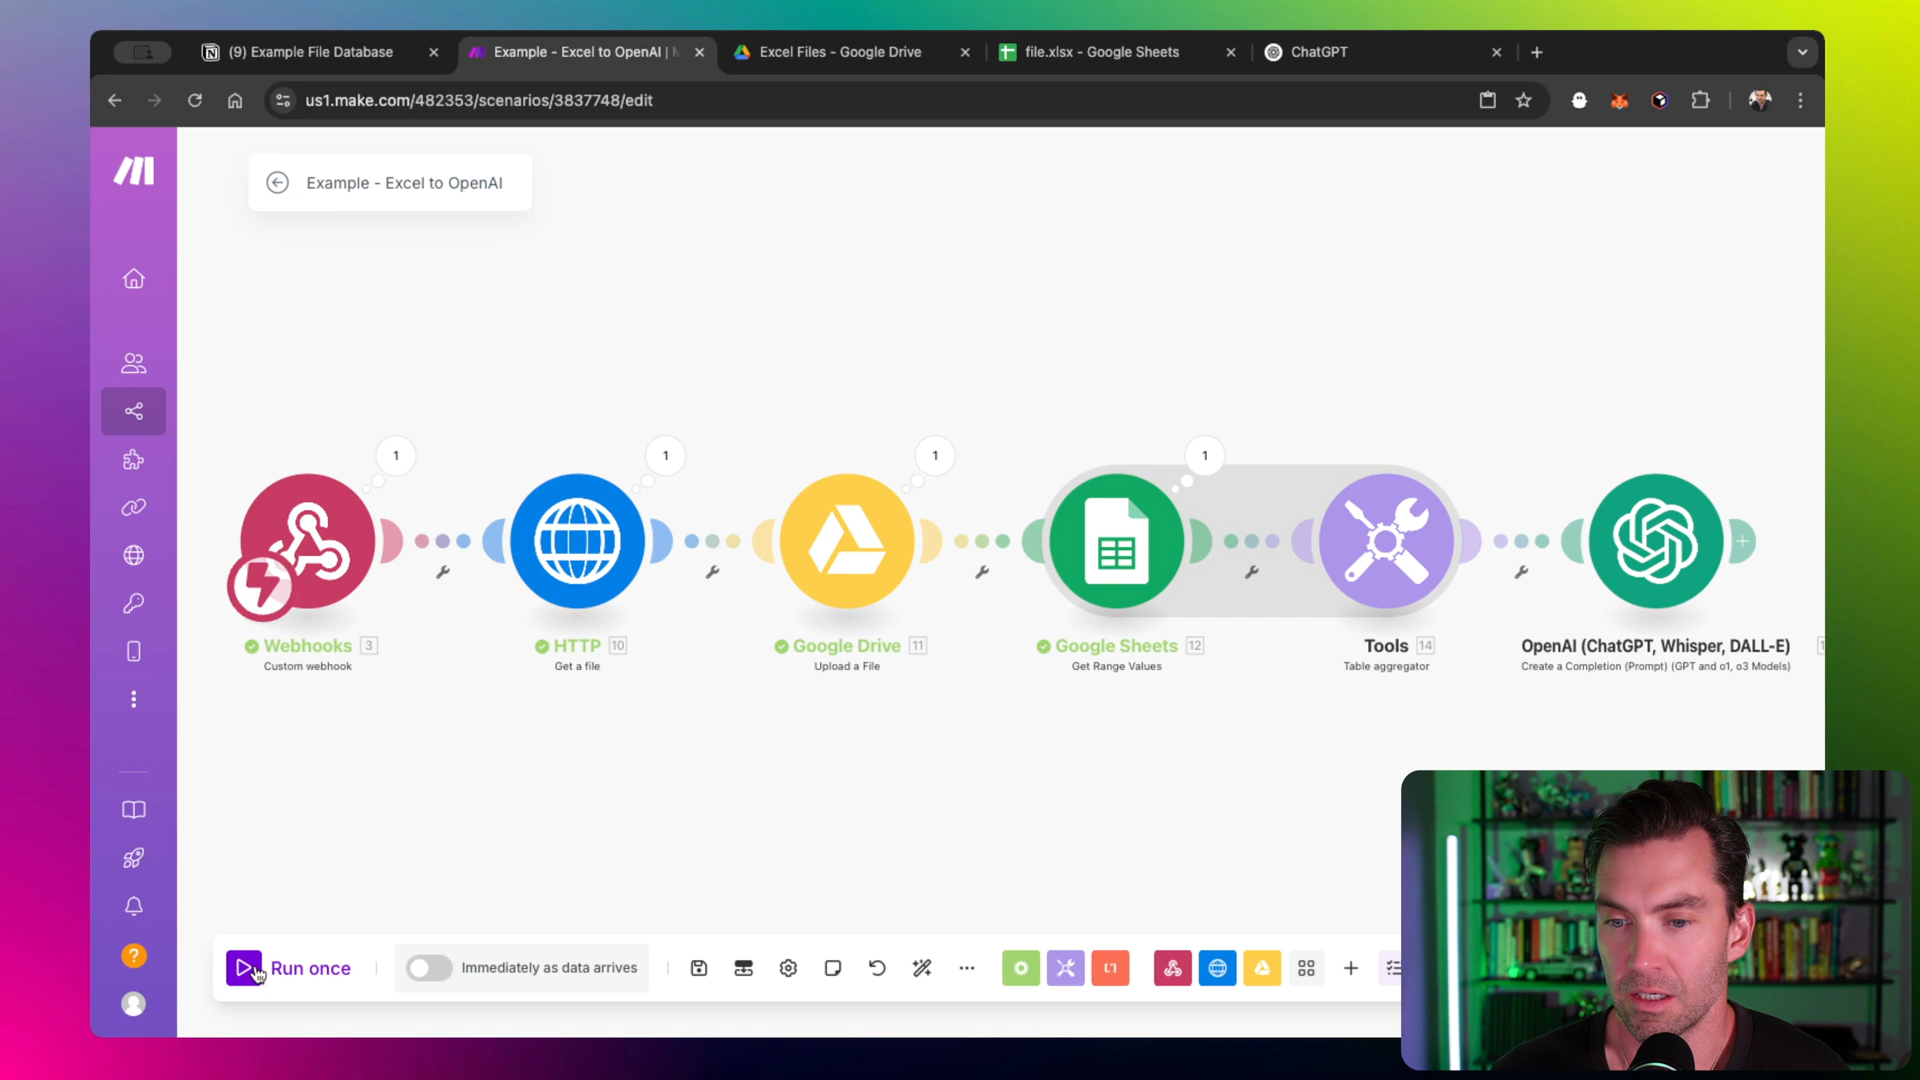 (9) Example File Database
Example - Excel to OpenAI |
Excel Files - Google Drive
file.xlsx - Google Sheets
ChatGPT
us1.make.com/482353/scenarios/3837748/edit
Example - Excel to OpenAI
1
1
1
1
Webhooks 3
Custom webhook
HTTP 10
Get a file
Google Drive 11
Upload a File
Google Sheets 12
Get Range Values
Tools 14
Table aggregator
OpenAI (ChatGPT, Whisper, DALL-E)
Create a Completion (Prompt) (GPT and o1, o3 Models)
?
Run once
Immediately as data arrives